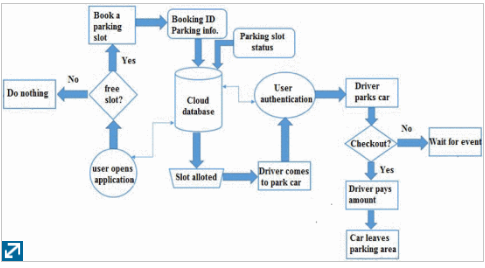 Book a
parking
slot
Booking ID
Parking info.
Parking slot
status
Yes
No
Do nothing
free
slot?
Cloud
database
User
authentication
Driver
parks car
No
Checkout?
Wait for event
user opens
application
Slot alloted
Driver comes
to park car
Yes
Driver pays
amount
Car leaves
parking area